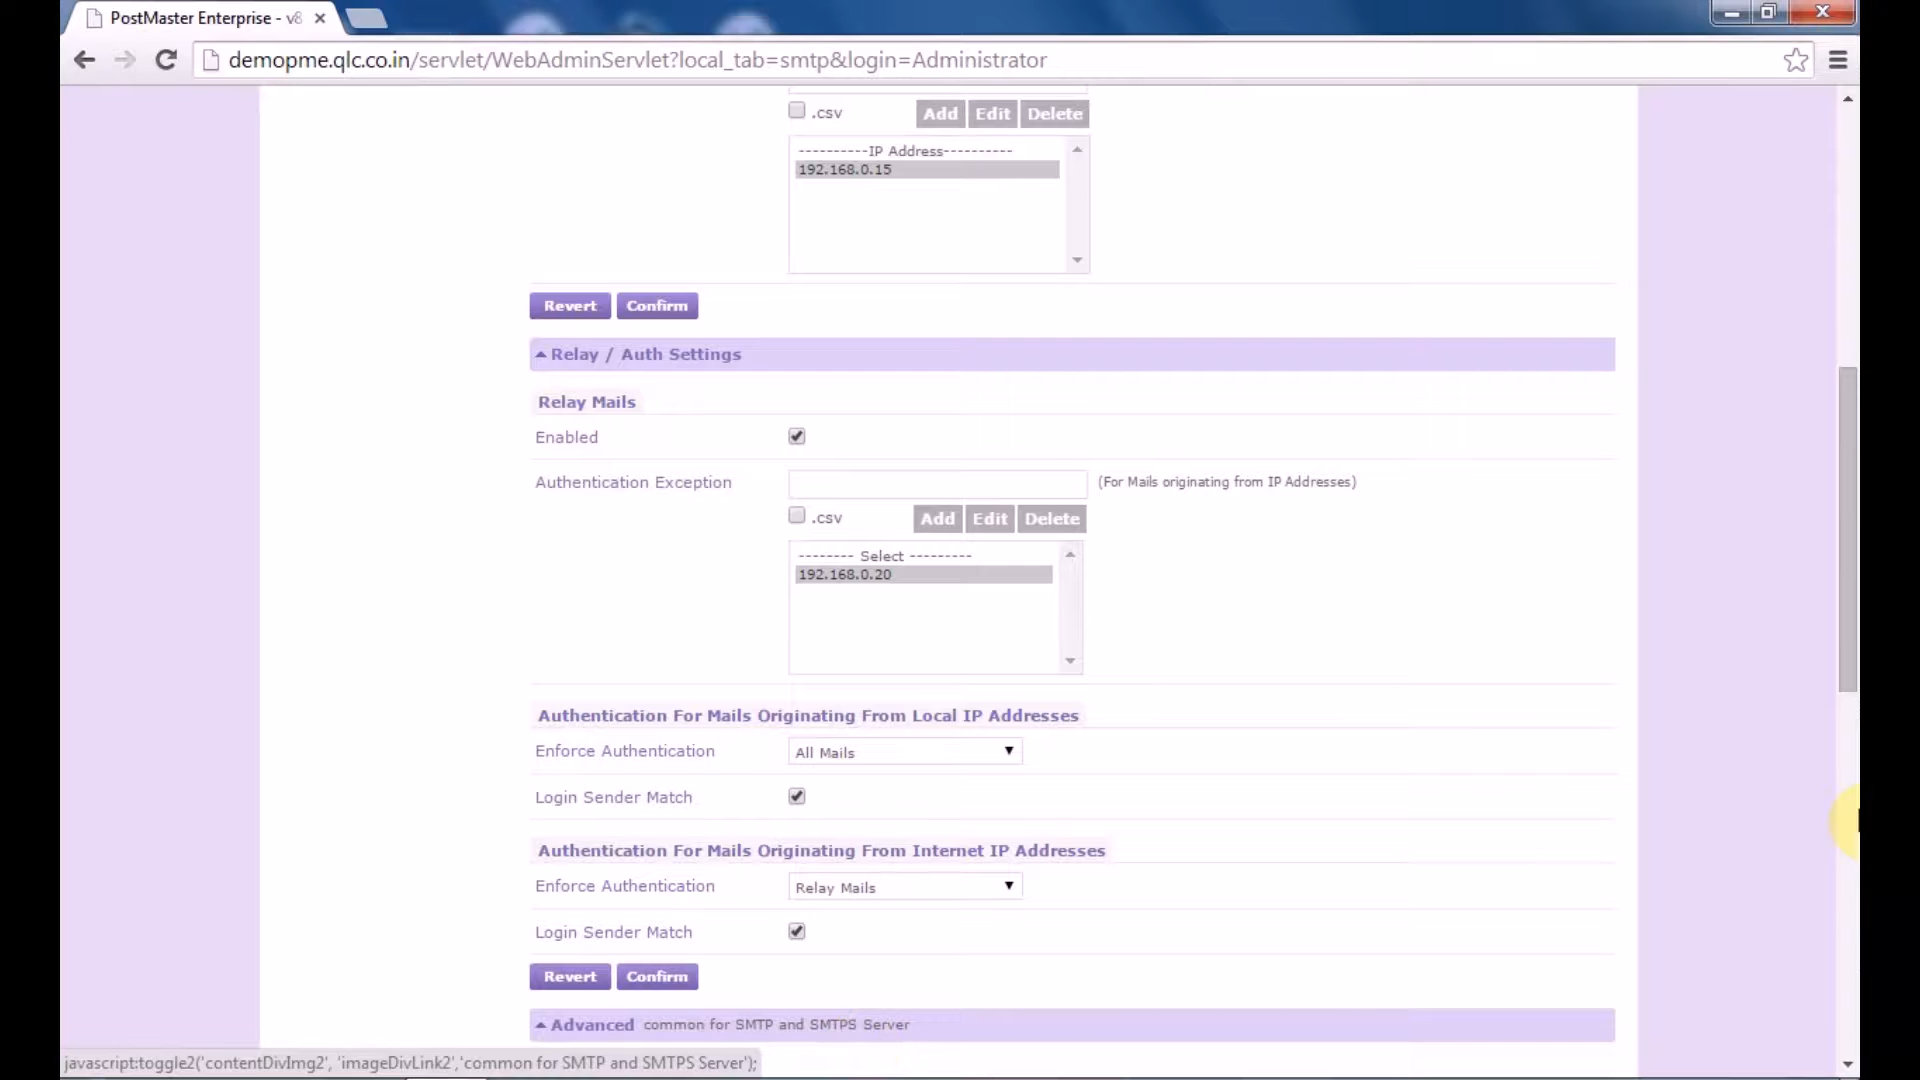 PostMaster Enterprise - v8
demopme.qlc.co.in/servlet/WebAdminServlet?local_tab=smtp&login=Administrator
.csv Add Edit Delete
----------IP Address----------
192.168.0.15
Revert Confirm
Relay / Auth Settings
Relay Mails
Enabled
Authentication Exception (For Mails originating from IP Addresses)
.csv Add Edit Delete
-------- Select ---------
192.168.0.20
Authentication For Mails Originating From Local IP Addresses
Enforce Authentication All Mails
Login Sender Match
Authentication For Mails Originating From Internet IP Addresses
Enforce Authentication Relay Mails
Login Sender Match
Revert Confirm
Advanced common for SMTP and SMTPS Server
javascript:toggle2('contentDivImg2', 'imageDivLink2','common for SMTP and SMTPS Server');